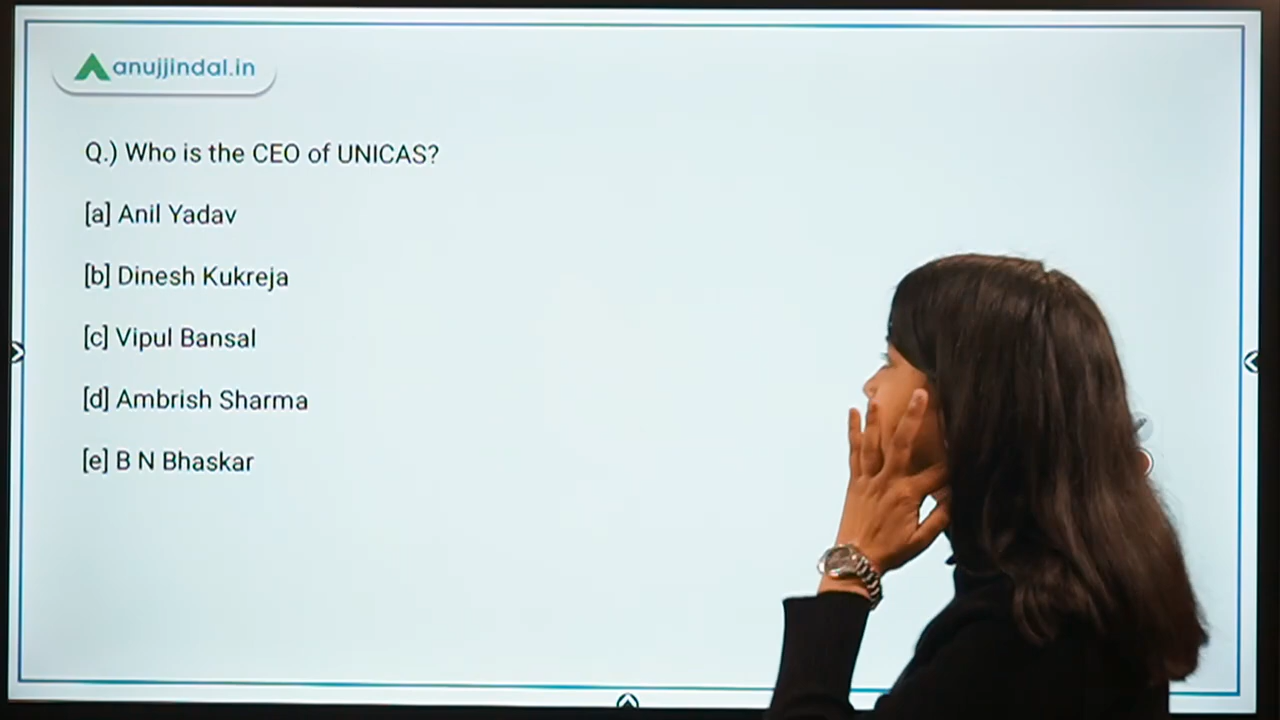 anujjindal.in
Q.) Who is the CEO of UNICAS?
[a] Anil Yadav
[b] Dinesh Kukreja
[c] Vipul Bansal
[d] Ambrish Sharma
[e] B N Bhaskar